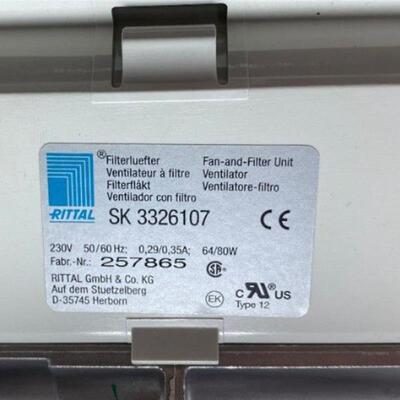 ® Filterluefter Fan-and-Filter Unit
Ventilateur à filtre Ventilator
Filterfläkt Ventilatore-filtro
Ventilador con filtro
RITTAL SK 3326107 CE
230V 50/60 Hz; 0,29/0,35A; 64/80W
Fabr.-Nr.: 257865 SA
RITTAL GmbH & Co. KG
Auf dem Stuetzelberg
D-35745 Herborn
EK
C RU US
Type 12